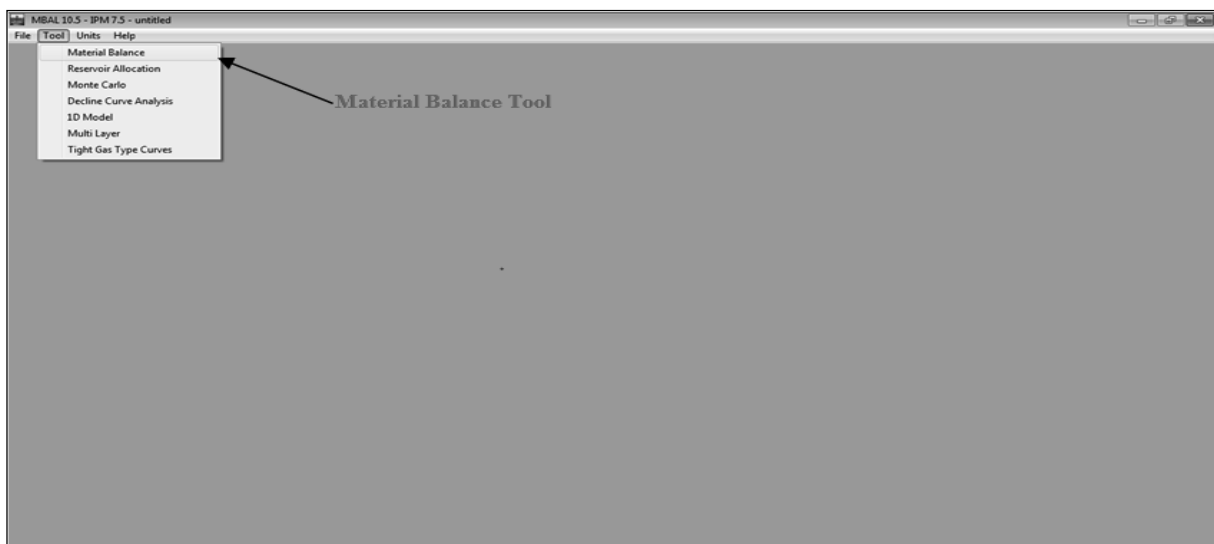 MBAL 10.5 - IPM 7.5 - untitled
File Tool Units Help
Material Balance
Reservoir Allocation
Monte Carlo
Decline Curve Analysis
1D Model
Multi Layer
Tight Gas Type Curves
Material Balance Tool